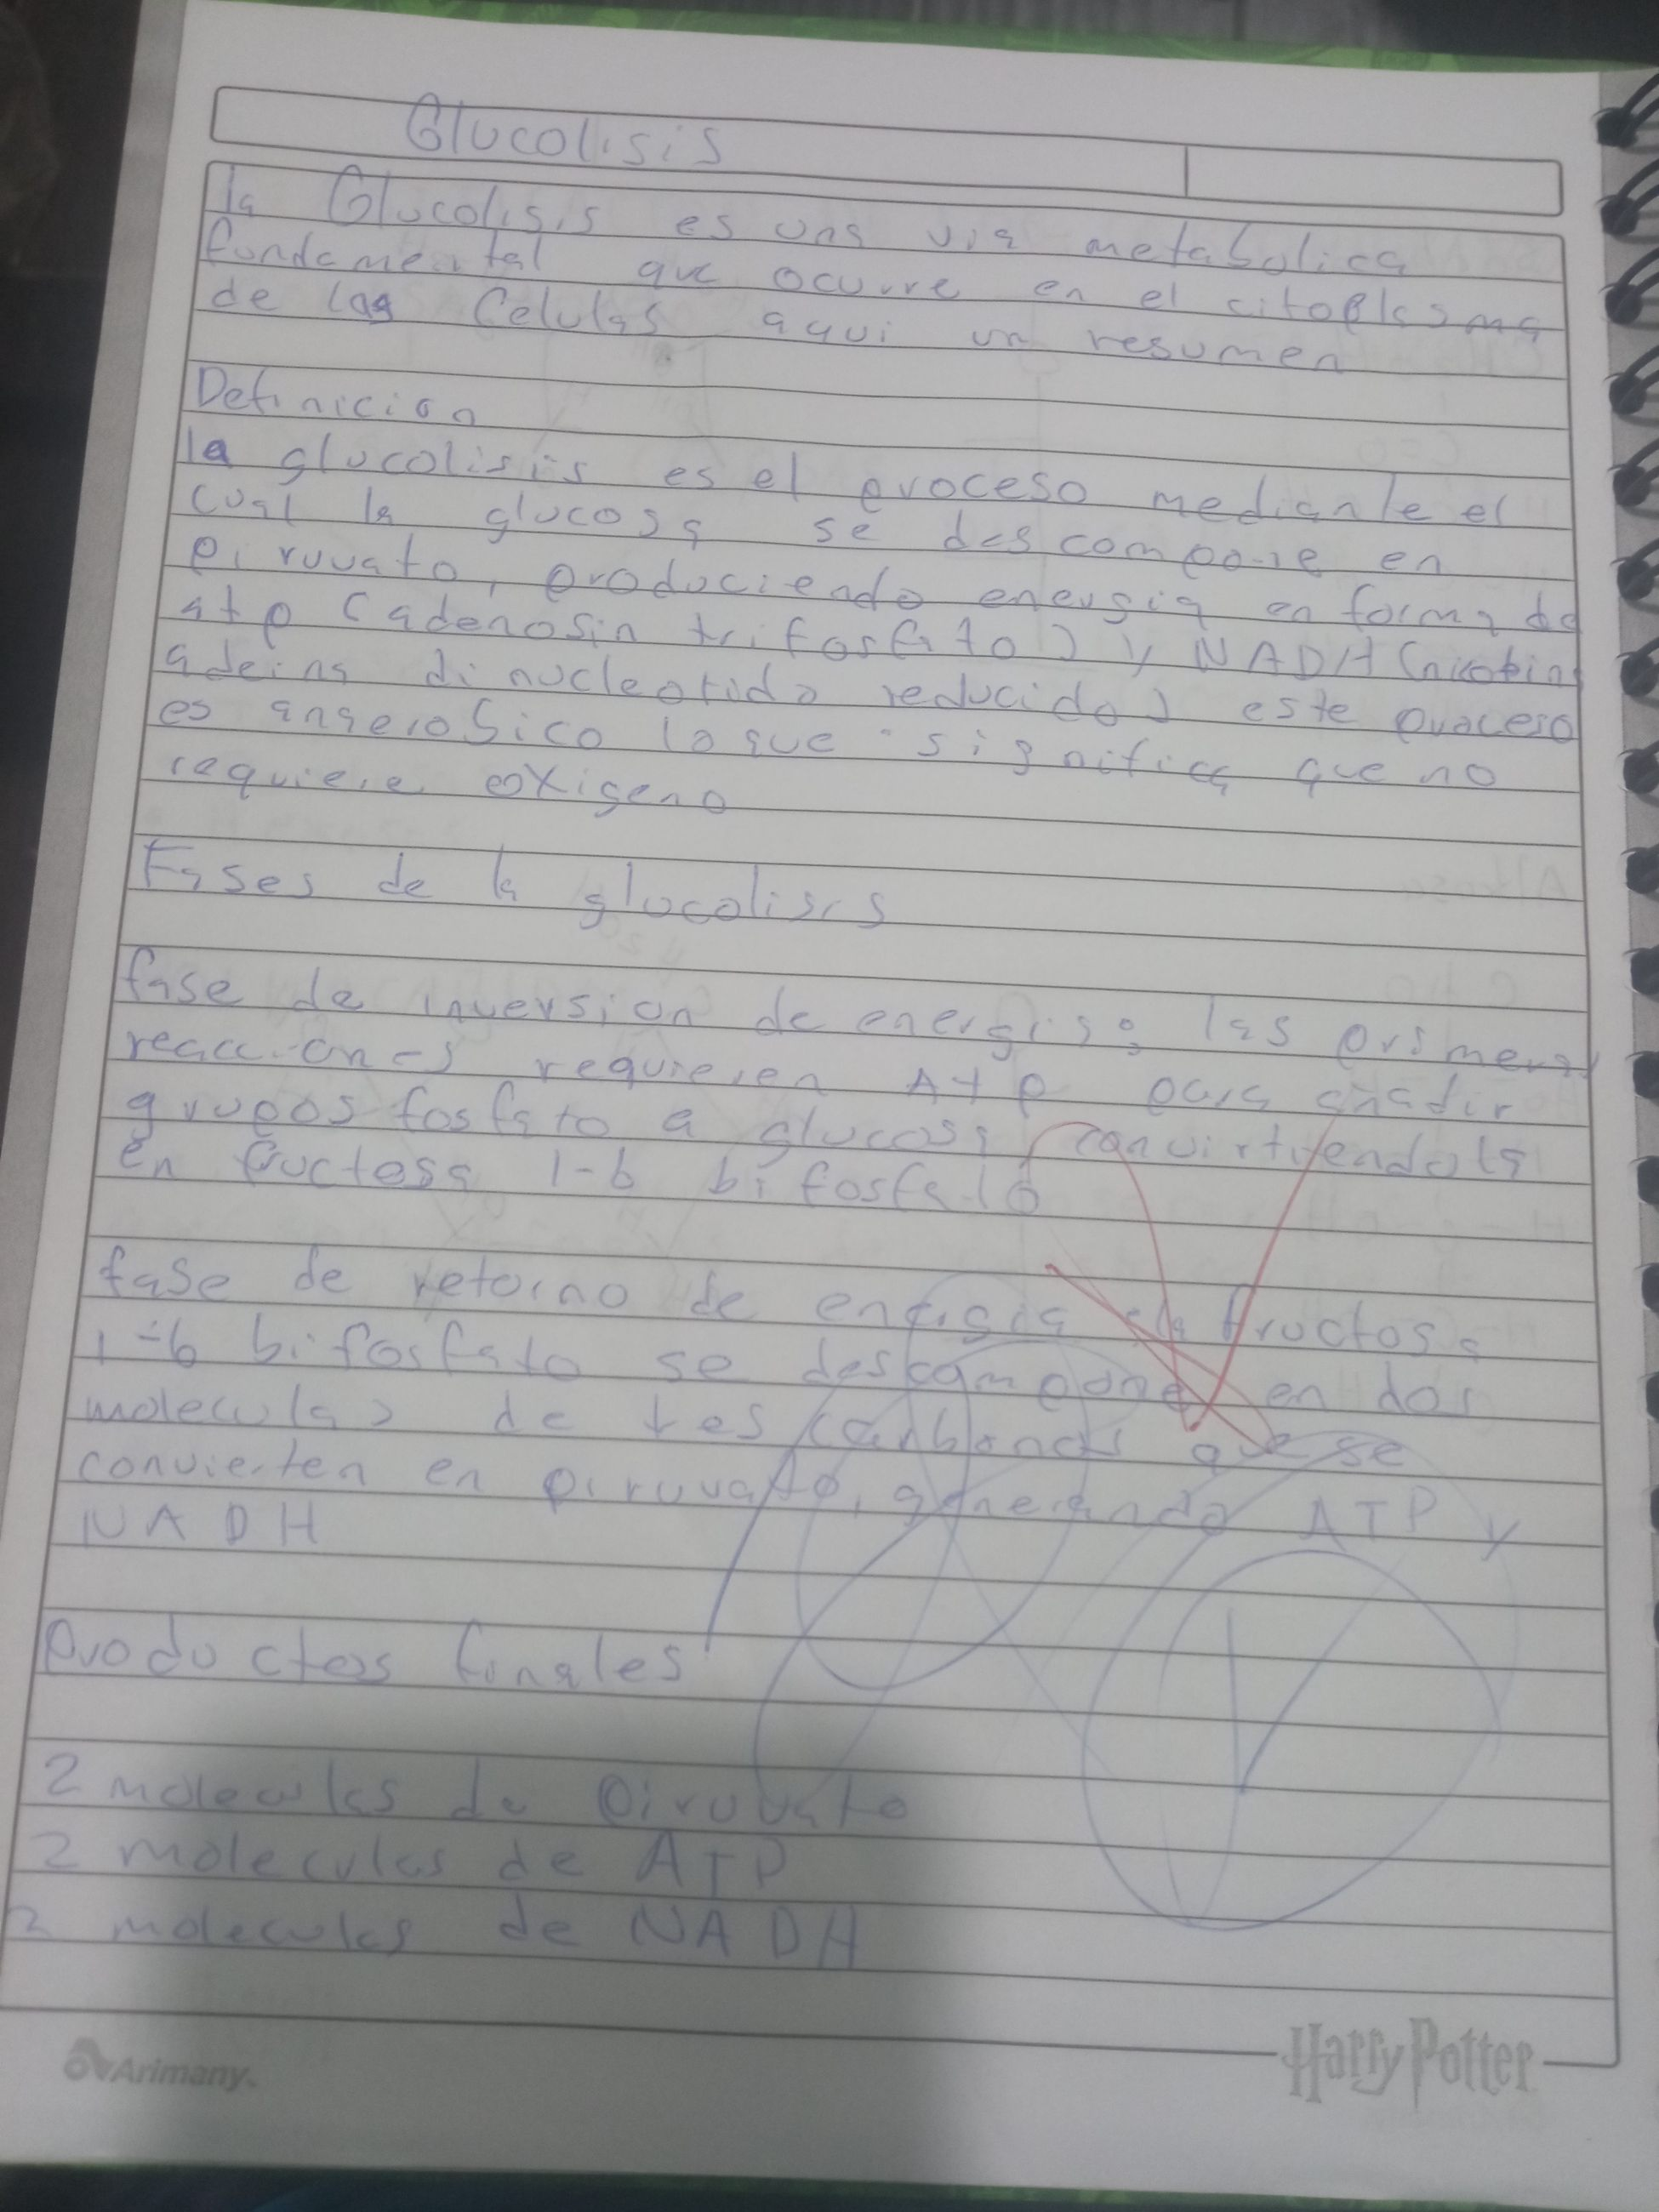 Glucolisis
la Glucolisis es una via metabolica
fundamental que ocurre en el citoplasma
de las Celulas aqui un resumen
Definicion
la glucolisis es el proceso mediante el
cual la glucosa se descompone en
piruvato, produciendo energia en forma de
atp (adenosin trifosfato) y NADH (nicotin
adeina dinucleotido reducido) este proceso
es anaerobico lo que significa que no
requiere oxigeno
Fases de la glucolisis
fase de inversion de energia: las primeras
reacciones requieren Atp para añadir
grupos fosfato a glucosa, convirtiendola
en fructosa 1-6 bifosfato
fase de retorno de energia la fructosa
1-6 bifosfato se descompone en dos
moleculas de tes carbonos que se
convierten en piruvato, generando ATP y
NADH
productos finales
2 moleculas de Piruvato
2 moleculas de ATP
2 moleculas de NADH
Arimany.
Harry Potter